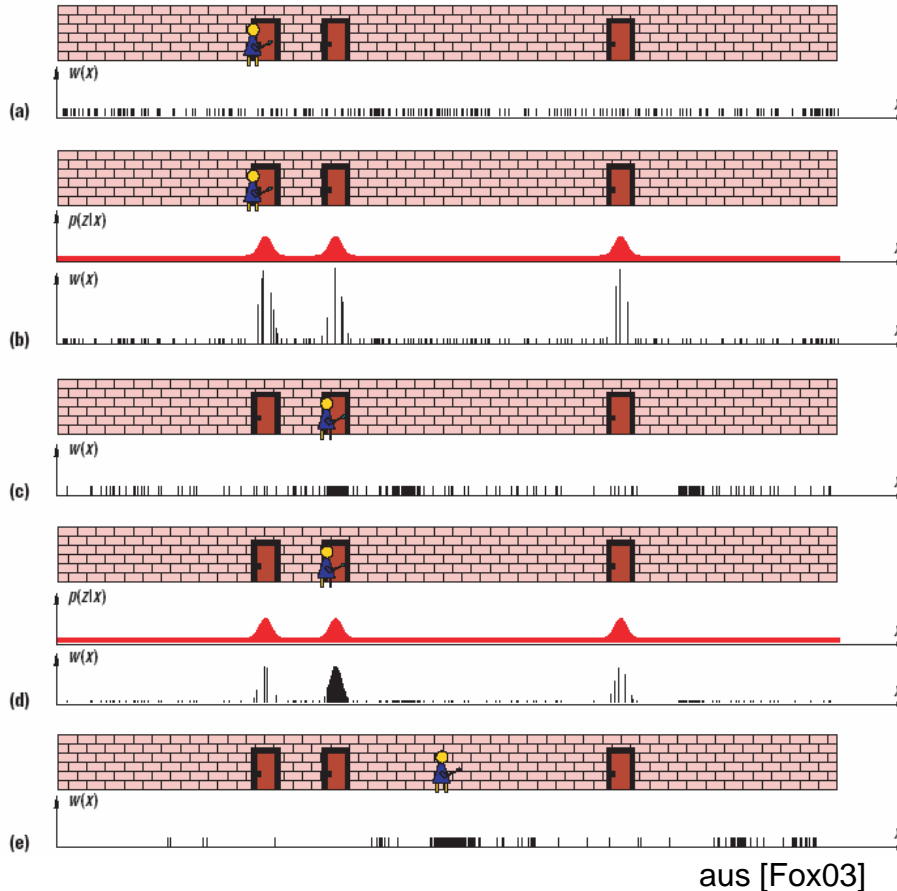 w(x)
x
(a)
p(z|x)
x
w(x)
x
(b)
w(x)
x
(c)
p(z|x)
x
w(x)
x
(d)
w(x)
x
(e)
aus [Fox03]